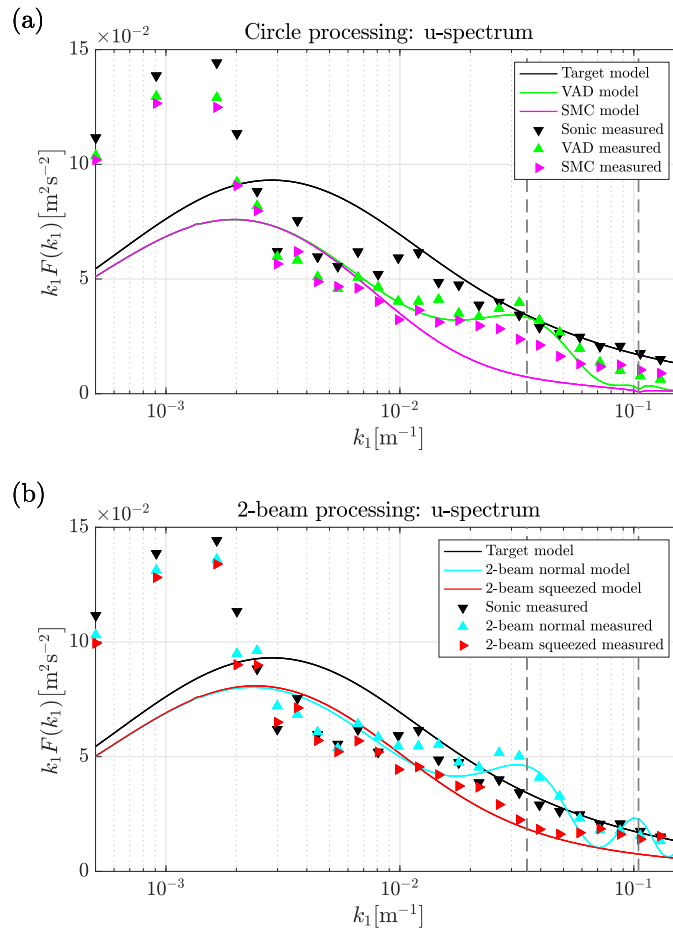 (a)
Circle processing: u-spectrum
×10⁻²
15
10
5
0
k₁F(k₁)[m²s⁻²]
Target model
VAD model
SMC model
Sonic measured
VAD measured
SMC measured
10⁻³ 10⁻² 10⁻¹
k₁[m⁻¹]
(b)
2-beam processing: u-spectrum
×10⁻²
15
10
5
0
k₁F(k₁)[m²s⁻²]
Target model
2-beam normal model
2-beam squeezed model
Sonic measured
2-beam normal measured
2-beam squeezed measured
10⁻³ 10⁻² 10⁻¹
k₁[m⁻¹]